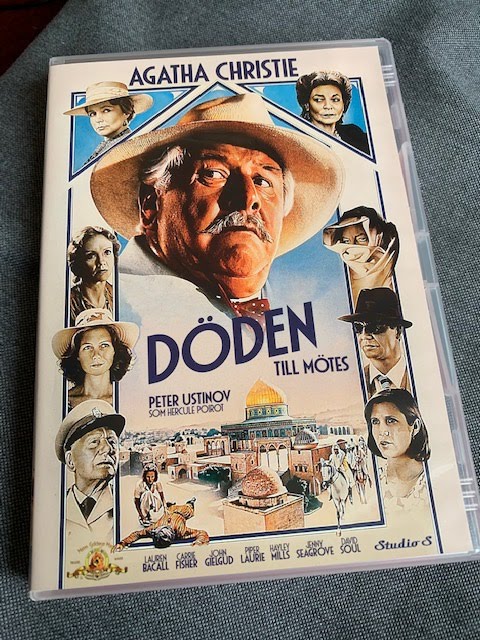 AGATHA CHRISTIE
DÖDEN
TILL MÖTES
PETER USTINOV
SOM HERCULE POIROT
LAUREN BACALL
CARRIE FISHER
JOHN GIELGUD
PIPER LAURIE
HAYLEY MILLS
JENNY SEAGROVE
DAVID SOUL
Studio S